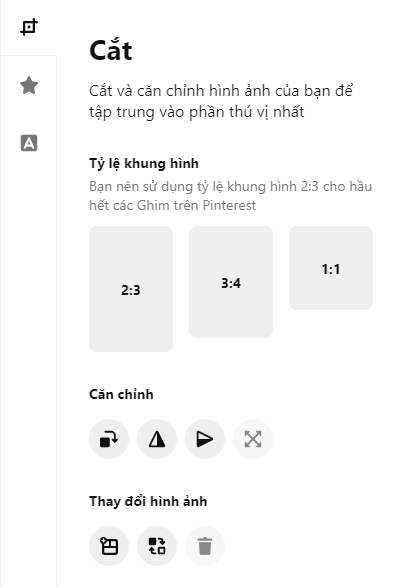 Cắt
Cắt và căn chỉnh hình ảnh của bạn để
tập trung vào phần thú vị nhất
A
Tỷ lệ khung hình
Bạn nên sử dụng tỷ lệ khung hình 2:3 cho hầu
hết các Ghim trên Pinterest
2:3
3:4
1:1
Căn chỉnh
Thay đổi hình ảnh